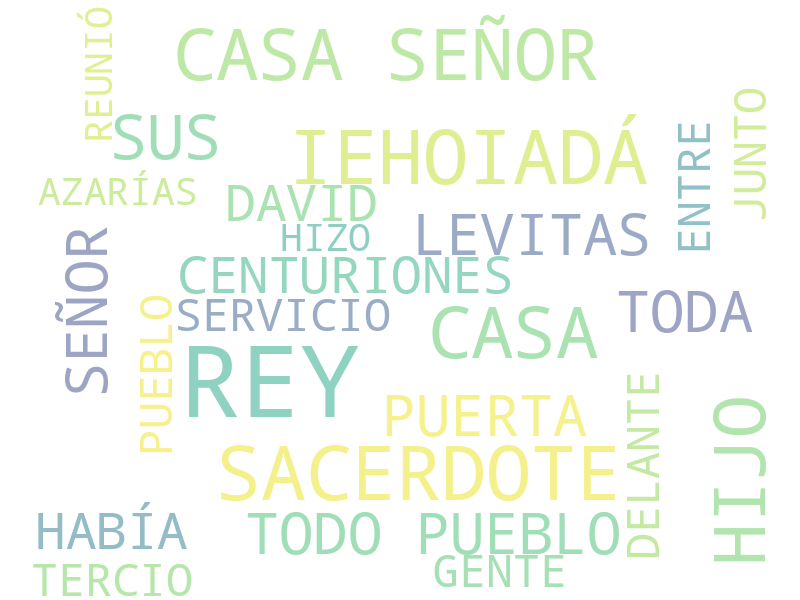 REUNIÓ
CASA SEÑOR
SUS
IEHOIADÁ
JUNTO
ENTRE
AZARÍAS
DAVID
LEVITAS
HIZO
SEÑOR
CENTURIONES
SERVICIO
TODA
PUEBLO
CASA
REY
PUERTA
DELANTE
HIJO
SACERDOTE
HABÍA
TODO PUEBLO
TERCIO
GENTE